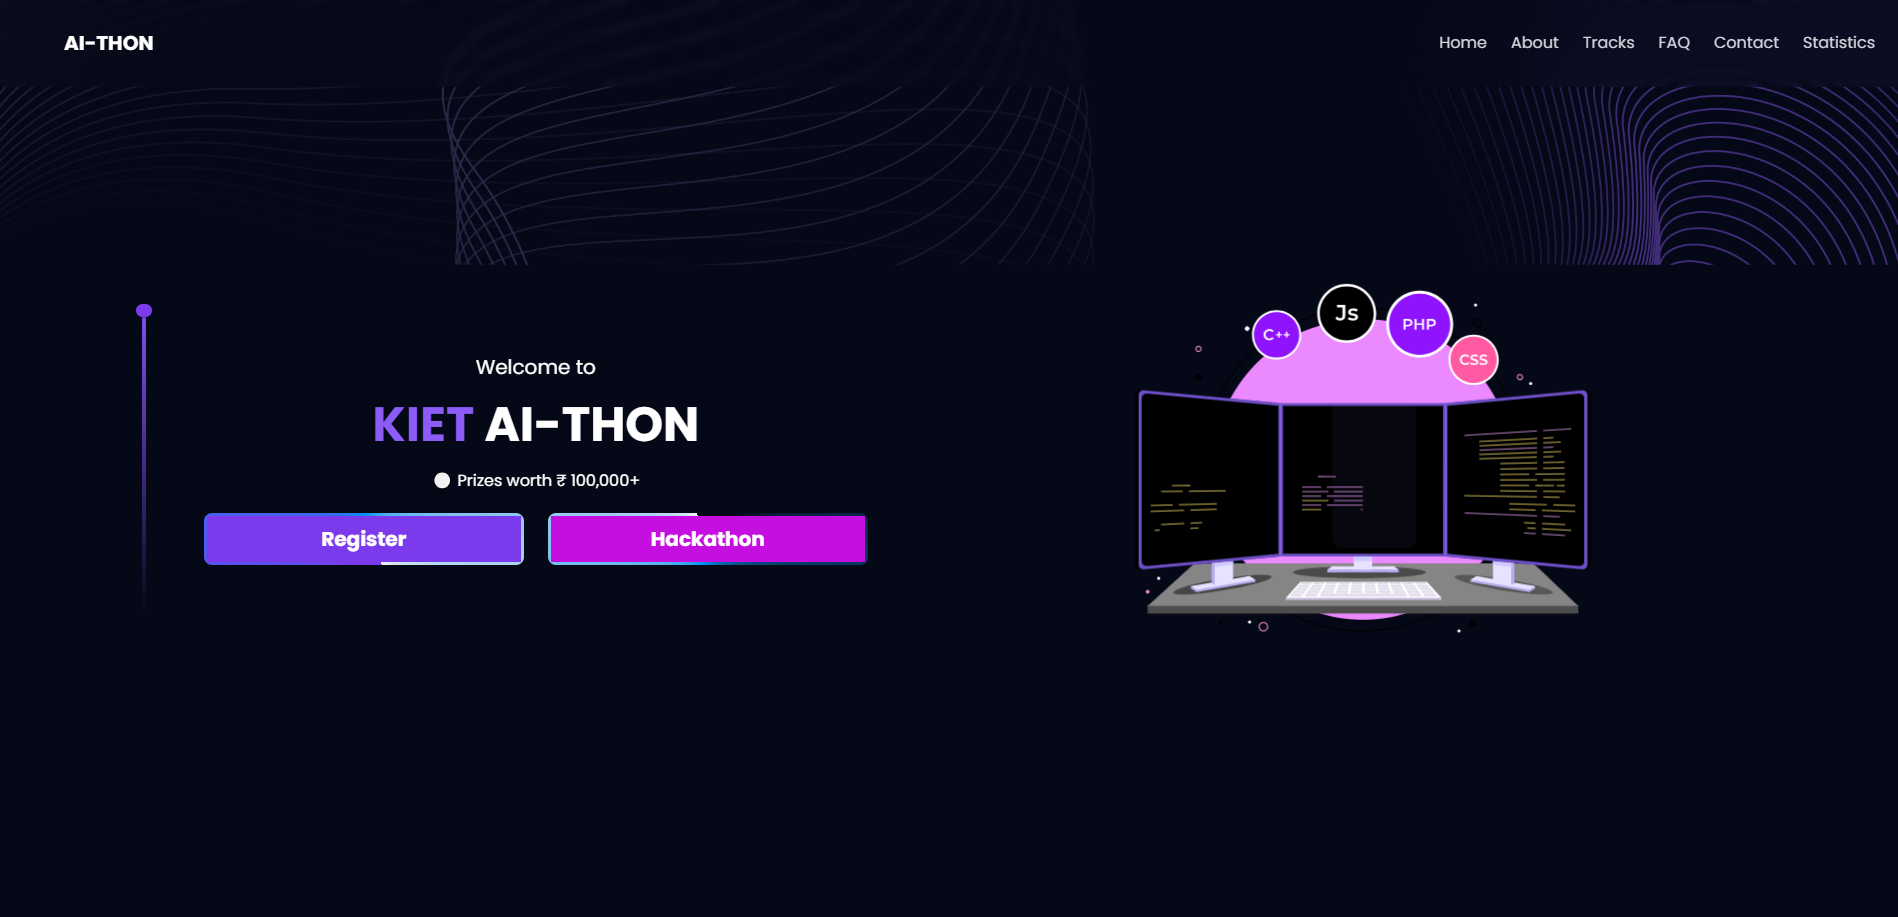 AI-THON
Home About Tracks FAQ Contact Statistics
Welcome to
KIET AI-THON
Prizes worth ₹ 100,000+
Register Hackathon
C++ Js PHP CSS